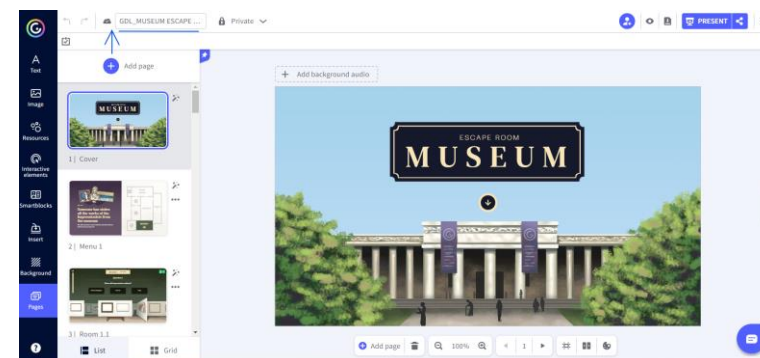 GDL_MUSEUM ESCAPE ...
Private
PRESENT
Text
Image
Resources
Interactive
elements
Smartblocks
Insert
Background
Pages
Add page
MUSEUM
1 | Cover
2 | Menu 1
3 | Room 1.1
List
Grid
Add background audio
ESCAPE ROOM
MUSEUM
Add page
100%
1